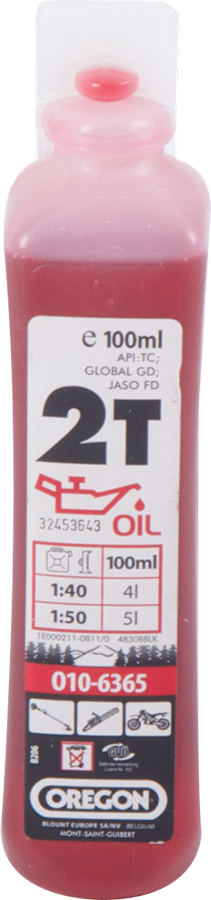 e 100ml
API:TC;
GLOBAL GD;
JASO FD
2T
32453643 OIL
100ml
1:40 4l
1:50 5l
1E000211-0811/0 483088LK
010-6365
B206
OREGON
BLOUNT EUROPE SA/NV - BELGIUM
MONT-SAINT-GUIBERT